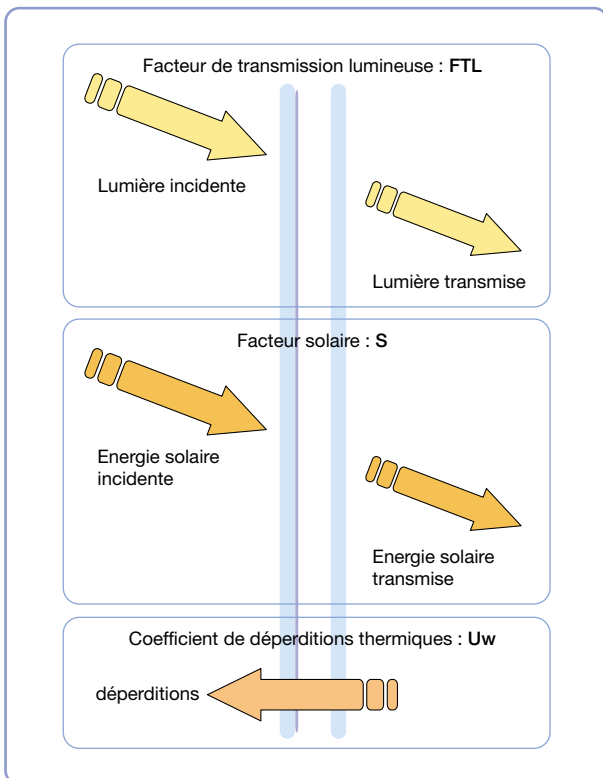 Facteur de transmission lumineuse : FTL
Lumière incidente
Lumière transmise
Facteur solaire : S
Energie solaire
incidente
Energie solaire
transmise
Coefficient de déperditions thermiques : Uw
déperditions